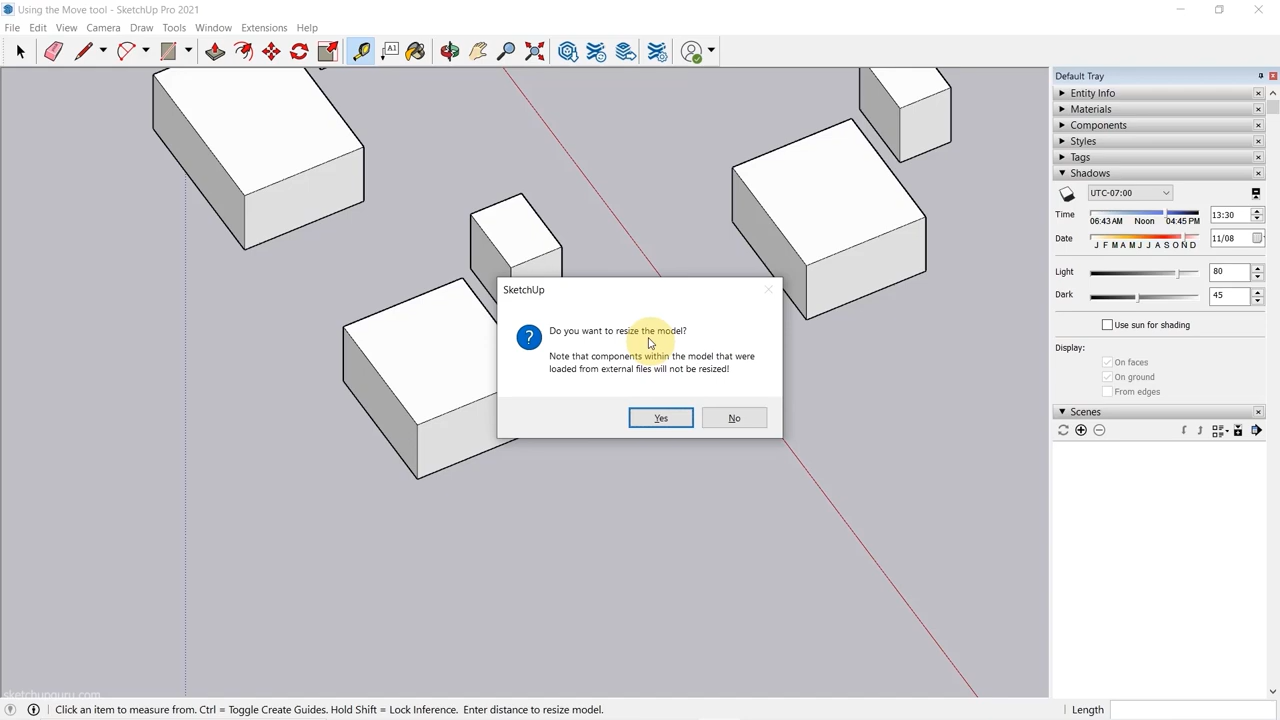 Using the Move tool - SketchUp Pro 2021
File Edit View Camera Draw Tools Window Extensions Help
A1
Default Tray
Entity Info
Materials
Components
Styles
Tags
Shadows
UTC-07:00
Time
06:43 AM Noon 04:45 PM
13:30
Date
J F M A M J J A S O N D
11/08
Light
80
Dark
45
Use sun for shading
Display:
On faces
On ground
From edges
Scenes
SketchUp
Do you want to resize the model?
Note that components within the model that were
loaded from external files will not be resized!
Yes
No
sketchupguru.com
Click an item to measure from. Ctrl = Toggle Create Guides. Hold Shift = Lock Inference. Enter distance to resize model.
Length